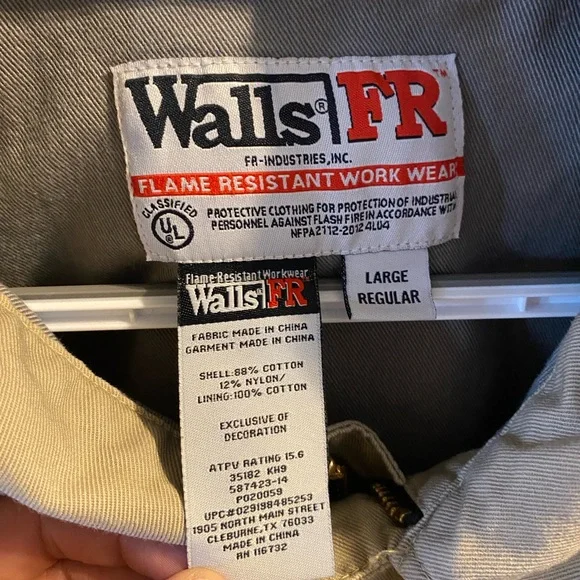 Walls® FR™
FR-INDUSTRIES, INC.
FLAME RESISTANT WORK WEAR
CLASSIFIED
UL®
PROTECTIVE CLOTHING FOR PROTECTION OF INDUSTRIAL
PERSONNEL AGAINST FLASH FIRE IN ACCORDANCE WITH
NFPA2112-2012 4LU4
LARGE
REGULAR
Flame-Resistant Workwear
Walls FR
FABRIC MADE IN CHINA
GARMENT MADE IN CHINA
SHELL:88% COTTON
12% NYLON/
LINING:100% COTTON
EXCLUSIVE OF
DECORATION
ATPV RATING 15.6
35182 KH9
587423-14
P020059
UPC#029198485253
1905 NORTH MAIN STREET
CLEBURNE,TX 76033
MADE IN CHINA
RN 116732